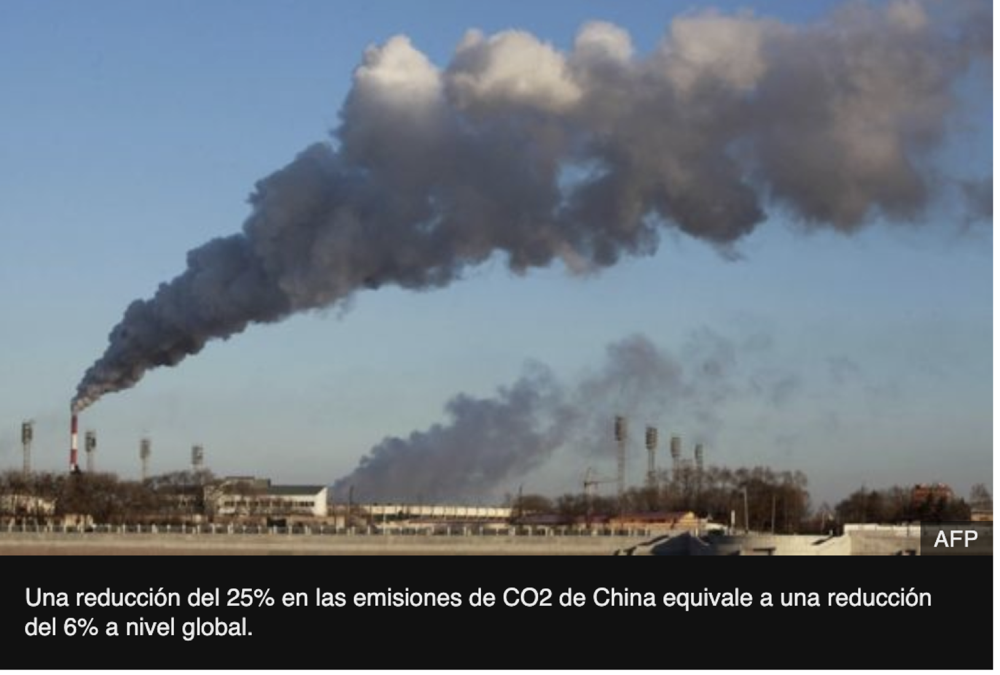 AFP
Una reducción del 25% en las emisiones de CO2 de China equivale a una reducción
del 6% a nivel global.